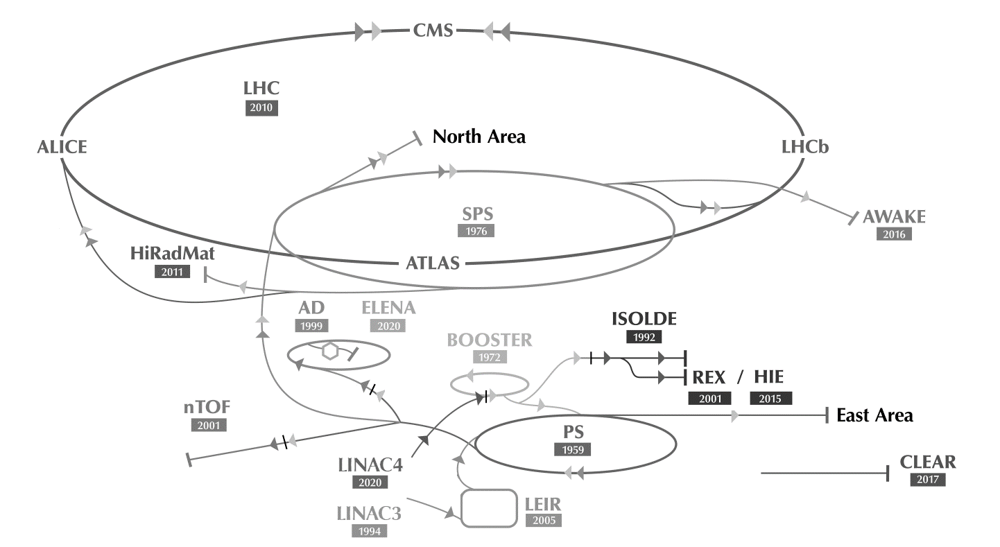 CMS
LHC
2010
North Area
ALICE
LHCb
SPS
1976
AWAKE
2016
HiRadMat
2011
ATLAS
AD
1999
ELENA
2020
ISOLDE
1992
BOOSTER
1972
REX / HIE
2001 2015
nTOF
2001
East Area
PS
1959
LINAC4
2020
CLEAR
2017
LINAC3
1994
LEIR
2005